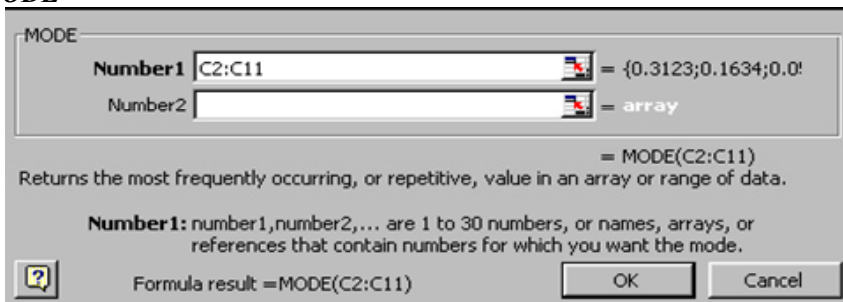 MODE
Number1 C2:C11 = {0.3123;0.1634;0.0
Number2 = array
= MODE(C2:C11)
Returns the most frequently occurring, or repetitive, value in an array or range of data.
Number1: number1,number2,... are 1 to 30 numbers, or names, arrays, or
references that contain numbers for which you want the mode.
? Formula result =MODE(C2:C11) OK Cancel